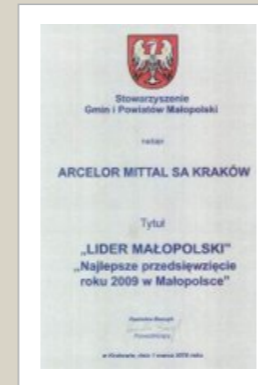 Stowarzyszenie
Gmin i Powiatów Małopolski
nadaje
ARCELOR MITTAL SA KRAKÓW
Tytuł
„LIDER MAŁOPOLSKI”
„Najlepsze przedsięwzięcie
roku 2009 w Małopolsce”